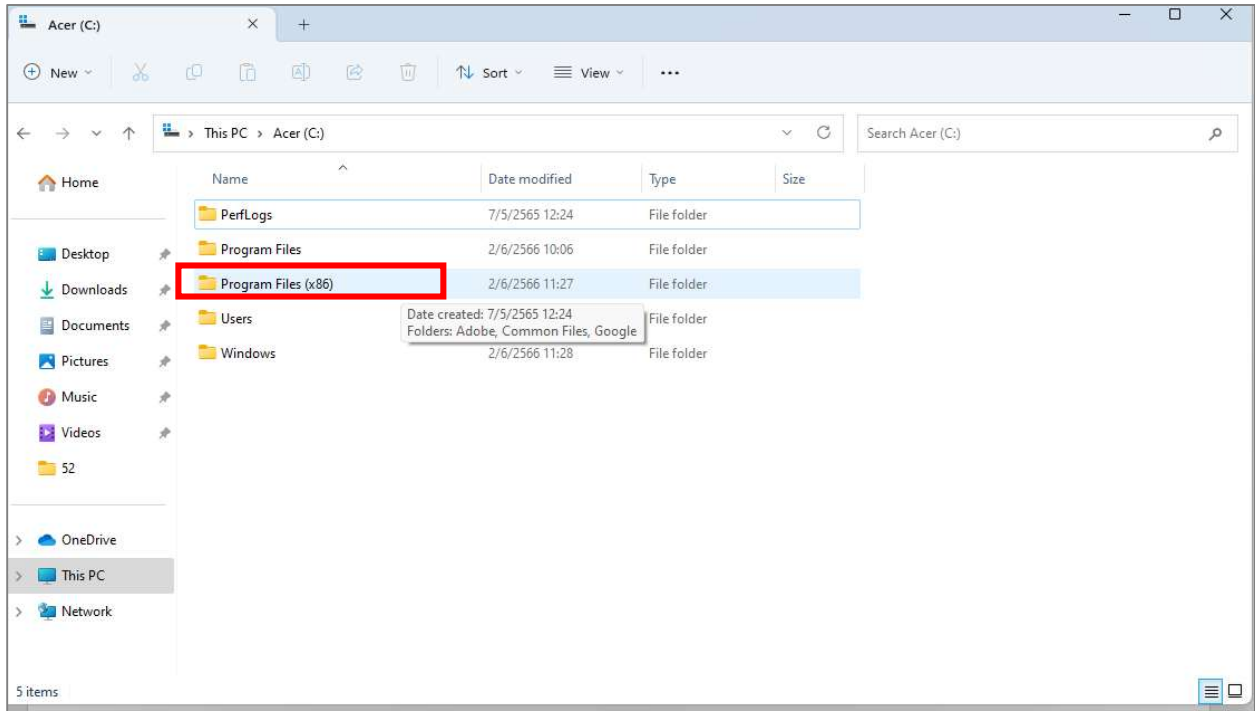 Acer (C:)
New
Sort
View
This PC > Acer (C:)
Search Acer (C:)
Home
Desktop
Downloads
Documents
Pictures
Music
Videos
52
OneDrive
This PC
Network
Name Date modified Type Size
PerfLogs 7/5/2565 12:24 File folder
Program Files 2/6/2566 10:06 File folder
Program Files (x86) 2/6/2566 11:27 File folder
Users File folder
Windows 2/6/2566 11:28 File folder
Date created: 7/5/2565 12:24
Folders: Adobe, Common Files, Google
5 items